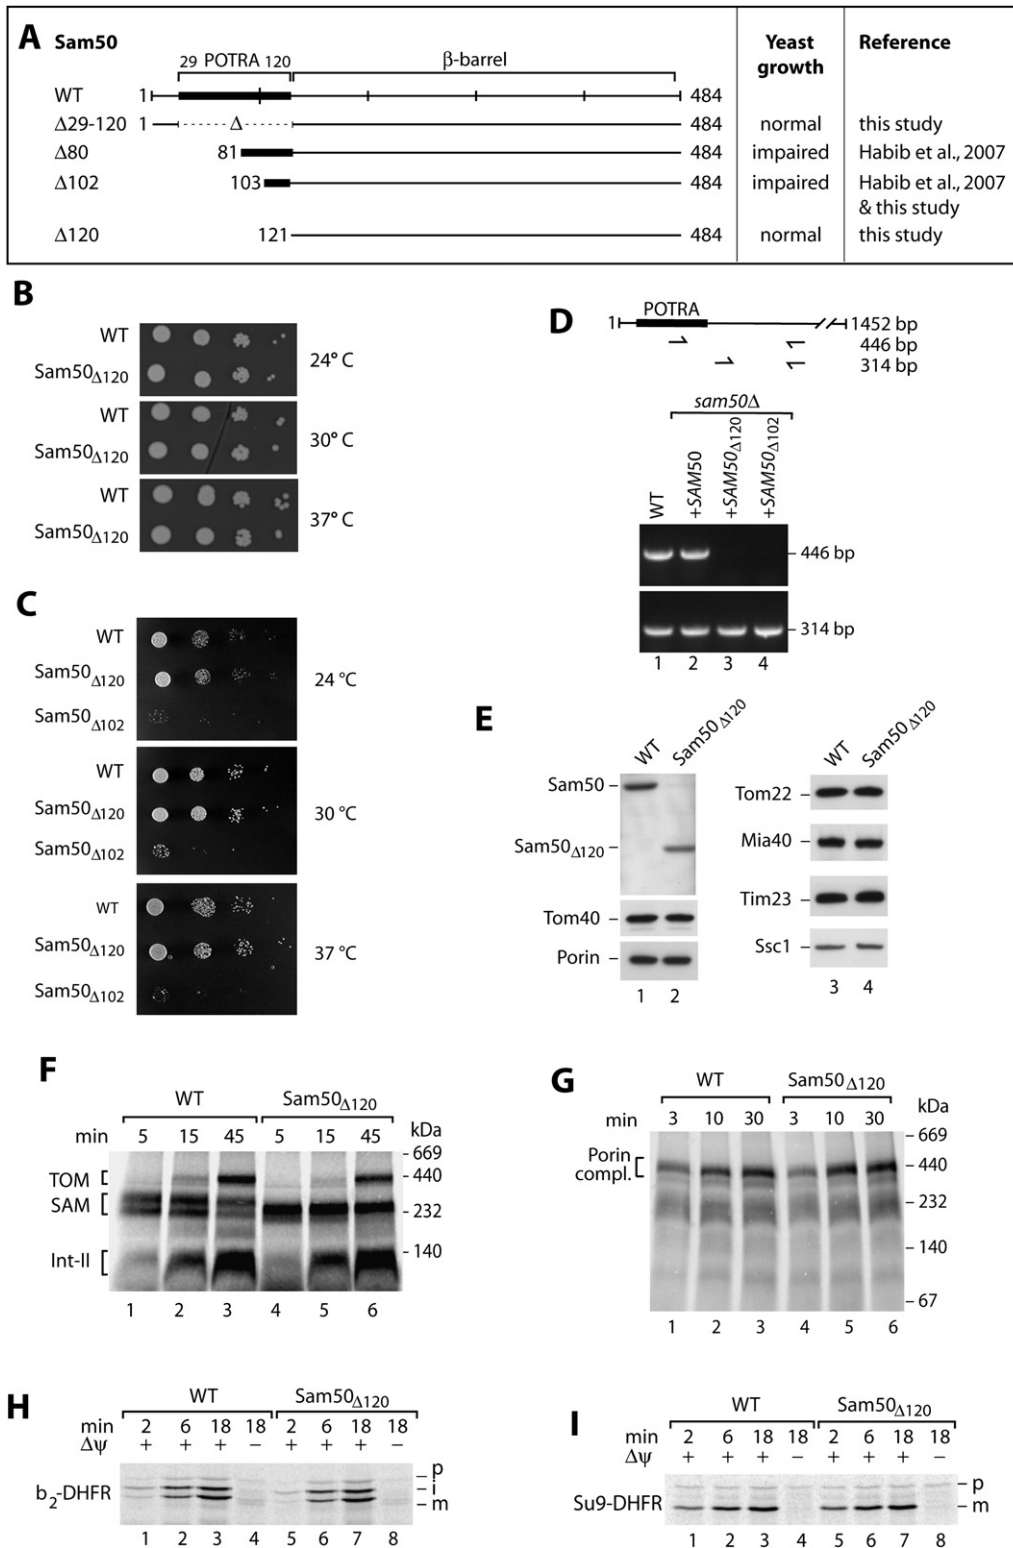 A Sam50 Yeast growth Reference
29 POTRA 120 β-barrel
WT 1 484
Δ29-120 1 Δ 484 normal this study
Δ80 81 484 impaired Habib et al., 2007
Δ102 103 484 impaired Habib et al., 2007 & this study
Δ120 121 484 normal this study
B
WT
Sam50Δ120
24° C
WT
Sam50Δ120
30° C
WT
Sam50Δ120
37° C
C
WT
Sam50Δ120
Sam50Δ102
24 °C
WT
Sam50Δ120
Sam50Δ102
30 °C
WT
Sam50Δ120
Sam50Δ102
37 °C
D
POTRA
1 1452 bp
446 bp
314 bp
sam50Δ
WT +SAM50 +SAM50Δ120 +SAM50Δ102
446 bp
314 bp
1 2 3 4
E
WT Sam50Δ120
Sam50
Sam50Δ120
Tom40
Porin
1 2
WT Sam50Δ120
Tom22
Mia40
Tim23
Ssc1
3 4
F
WT Sam50Δ120
min 5 15 45 5 15 45 kDa
669
TOM 440
SAM 232
Int-II 140
1 2 3 4 5 6
G
WT Sam50Δ120
min 3 10 30 3 10 30 kDa
669
Porin compl. 440
232
140
67
1 2 3 4 5 6
H
WT Sam50Δ120
min 2 6 18 18 2 6 18 18
Δψ + + + − + + + −
b2-DHFR p
i
m
1 2 3 4 5 6 7 8
I
WT Sam50Δ120
min 2 6 18 18 2 6 18 18
Δψ + + + − + + + −
Su9-DHFR p
m
1 2 3 4 5 6 7 8